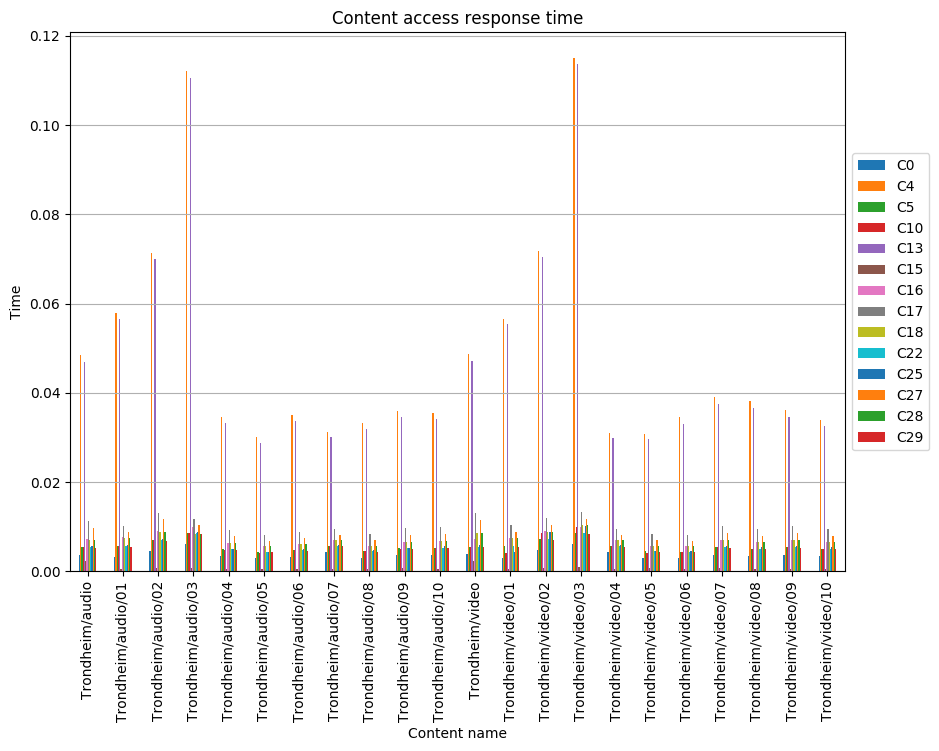 Content access response time
0.12
0.10
0.08
0.06
0.04
0.02
0.00
Time
Trondheim/audio
Trondheim/audio/01
Trondheim/audio/02
Trondheim/audio/03
Trondheim/audio/04
Trondheim/audio/05
Trondheim/audio/06
Trondheim/audio/07
Trondheim/audio/08
Trondheim/audio/09
Trondheim/audio/10
Trondheim/video
Trondheim/video/01
Trondheim/video/02
Trondheim/video/03
Trondheim/video/04
Trondheim/video/05
Trondheim/video/06
Trondheim/video/07
Trondheim/video/08
Trondheim/video/09
Trondheim/video/10
Content name
C0
C4
C5
C10
C13
C15
C16
C17
C18
C22
C25
C27
C28
C29